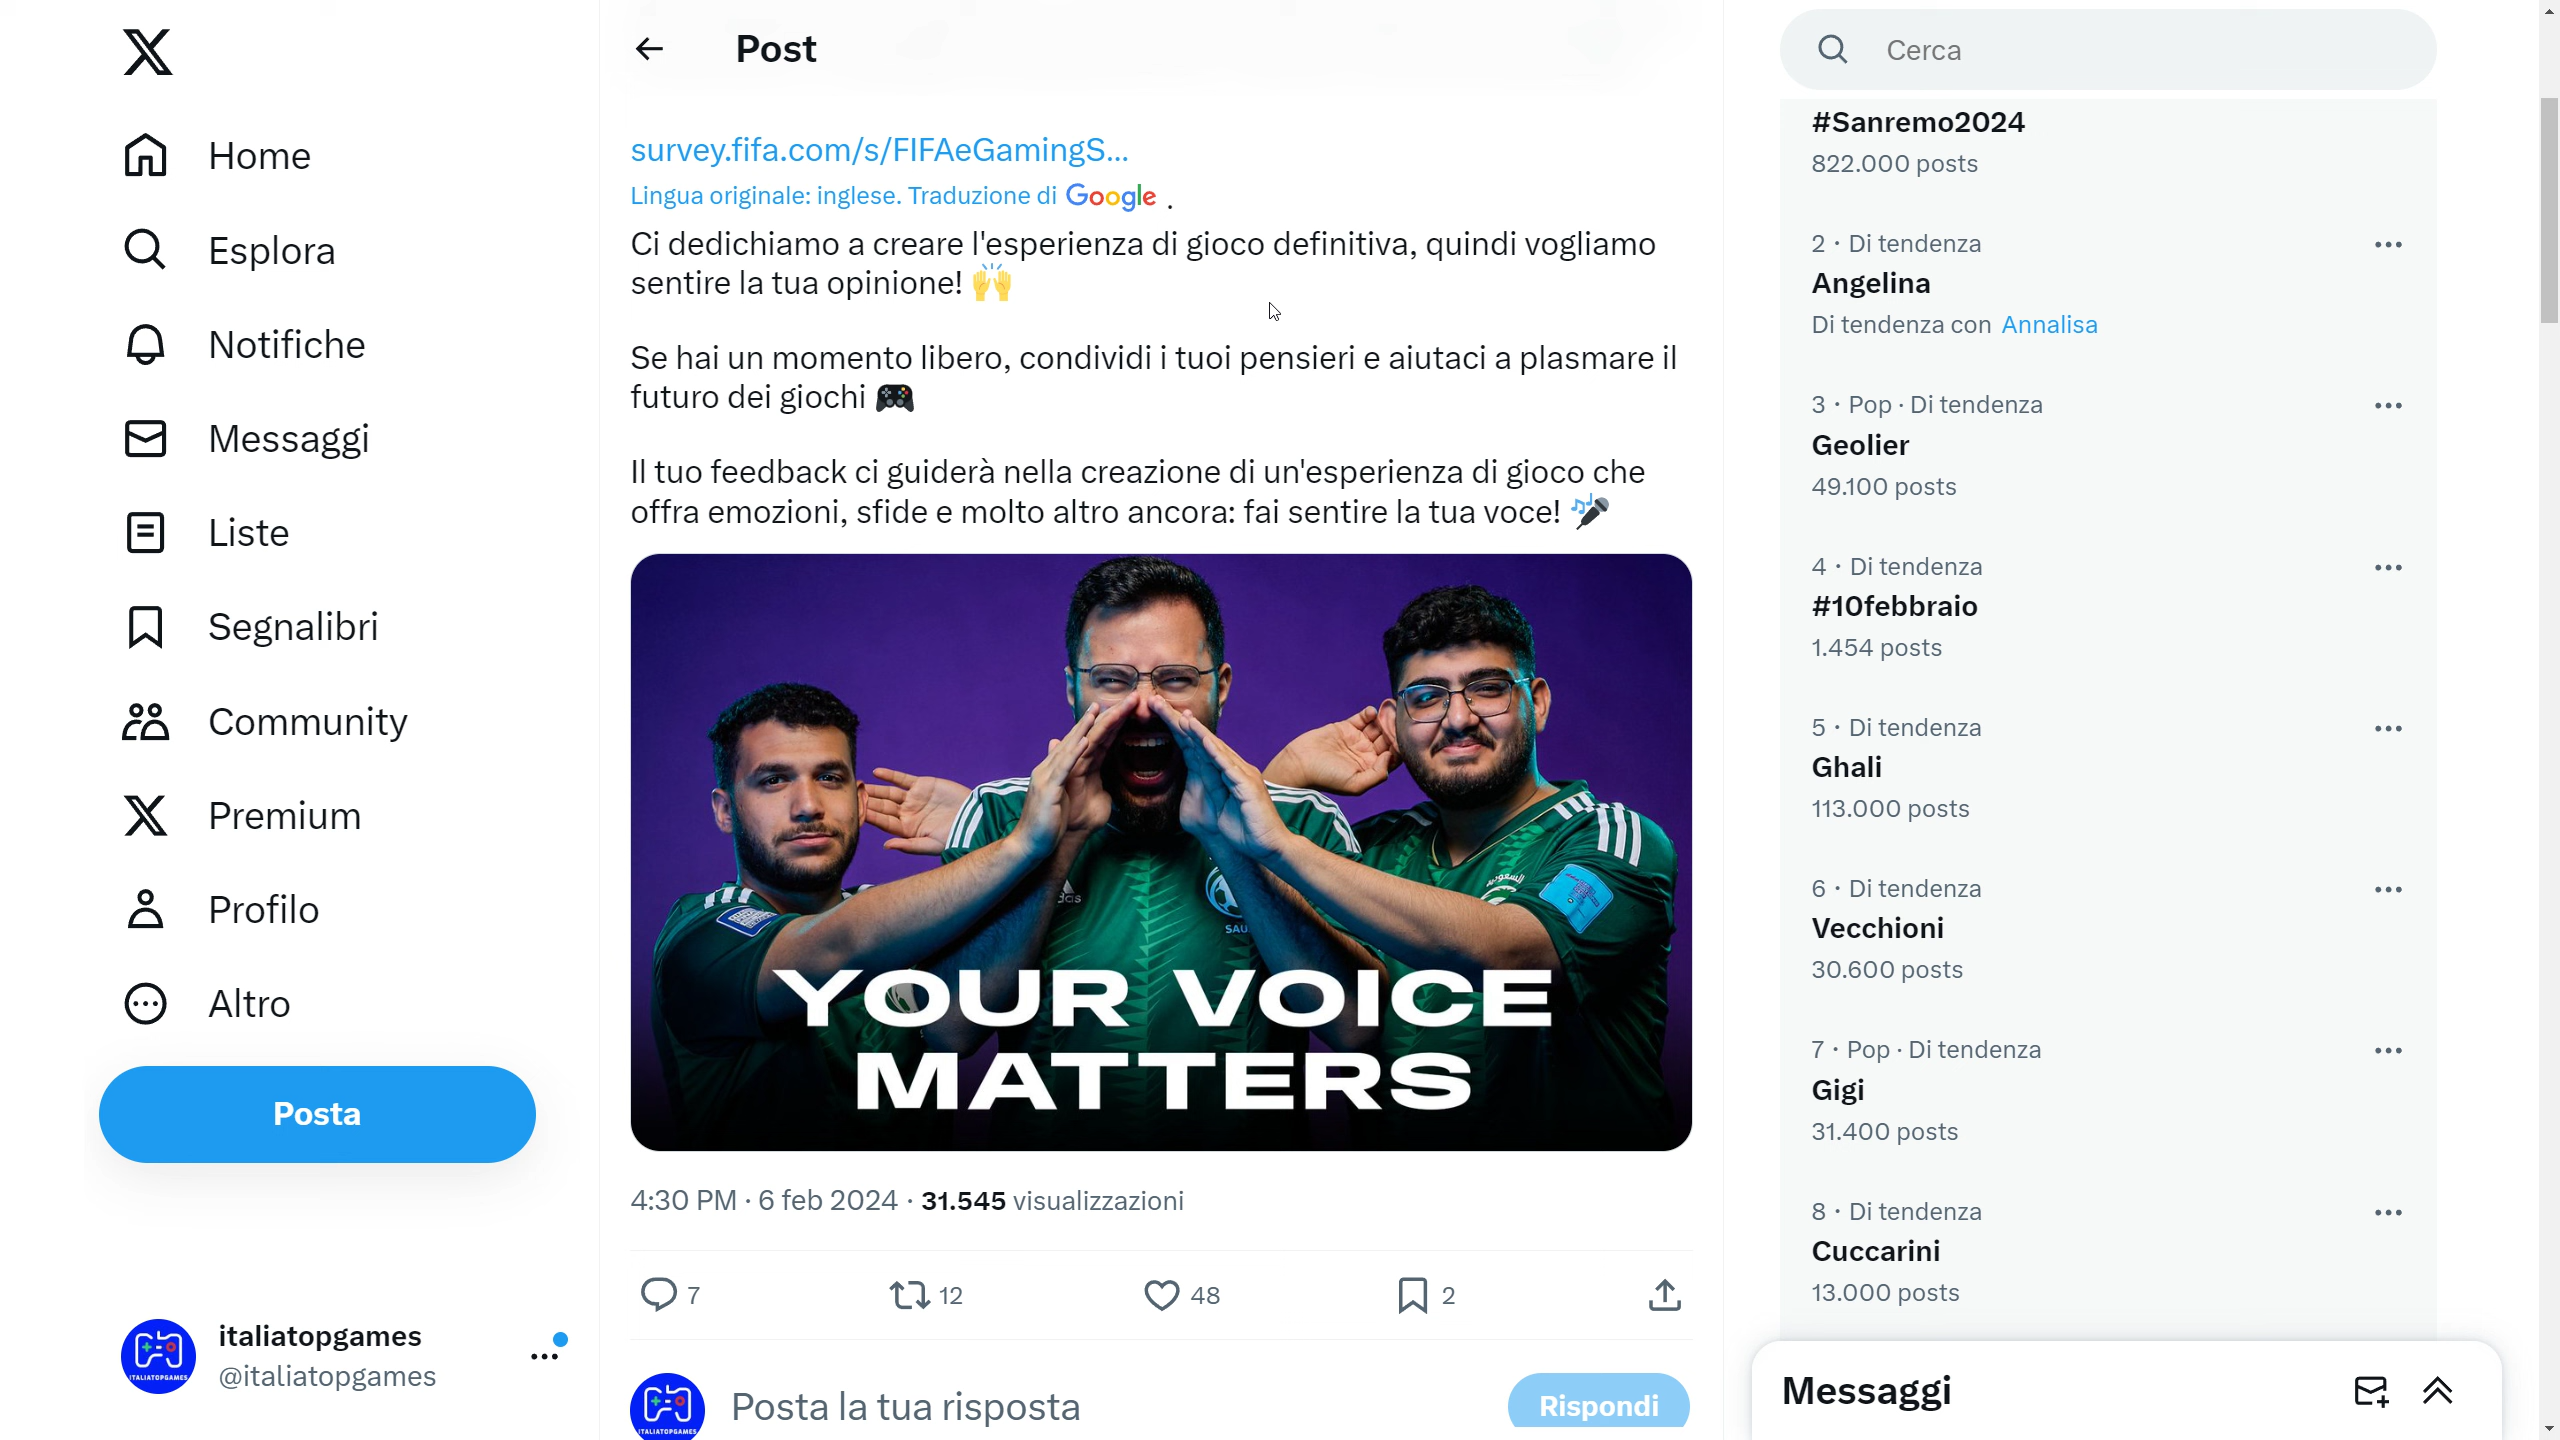 Home
Esplora
Notifiche
Messaggi
Liste
Segnalibri
Community
Premium
Profilo
Altro
Posta
italiatopgames
@italiatopgames
Post
survey.fifa.com/s/FIFAeGamingS...
Lingua originale: inglese. Traduzione di Google .
Ci dedichiamo a creare l'esperienza di gioco definitiva, quindi vogliamo
sentire la tua opinione! 🙌
Se hai un momento libero, condividi i tuoi pensieri e aiutaci a plasmare il
futuro dei giochi 🎮
Il tuo feedback ci guiderà nella creazione di un'esperienza di gioco che
offra emozioni, sfide e molto altro ancora: fai sentire la tua voce! 🎤
السعودية
SAU
YOUR VOICE
MATTERS
4:30 PM · 6 feb 2024 · 31.545 visualizzazioni
7
12
48
2
ITALIATOPGAMES
Posta la tua risposta
Rispondi
ITALIATOPGAMES
Cerca
#Sanremo2024
822.000 posts
2 · Di tendenza
Angelina
Di tendenza con Annalisa
3 · Pop · Di tendenza
Geolier
49.100 posts
4 · Di tendenza
#10febbraio
1.454 posts
5 · Di tendenza
Ghali
113.000 posts
6 · Di tendenza
Vecchioni
30.600 posts
7 · Pop · Di tendenza
Gigi
31.400 posts
8 · Di tendenza
Cuccarini
13.000 posts
Messaggi